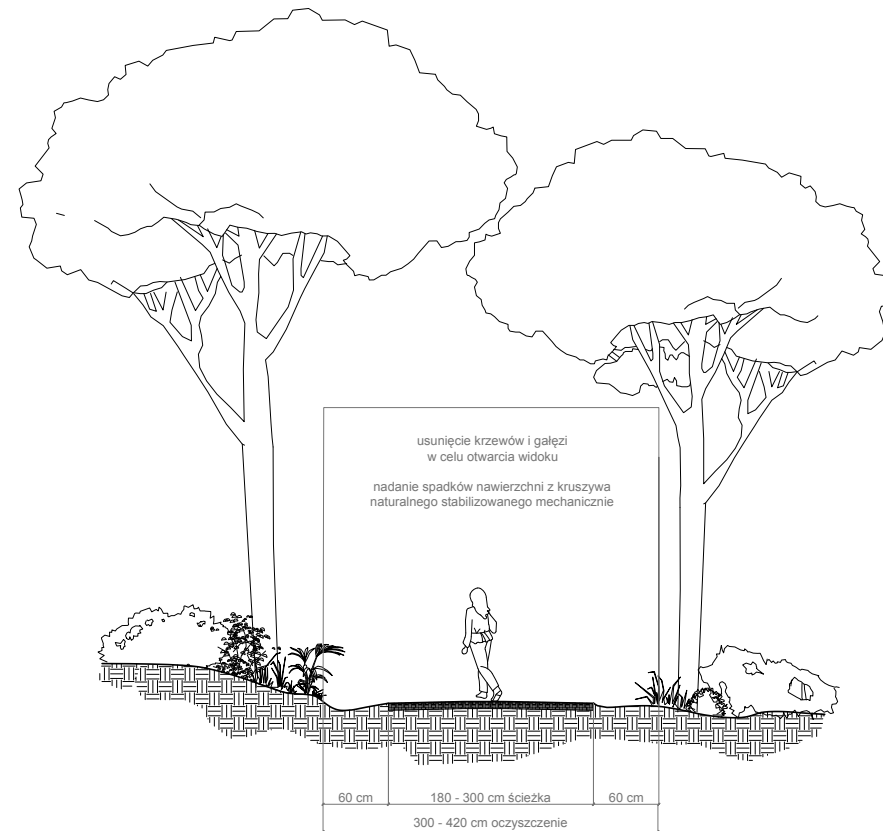 usunięcie krzewów i gałęzi
w celu otwarcia widoku
nadanie spadków nawierzchni z kruszywa
naturalnego stabilizowanego mechanicznie
60 cm
180 - 300 cm ścieżka
60 cm
300 - 420 cm oczyszczenie